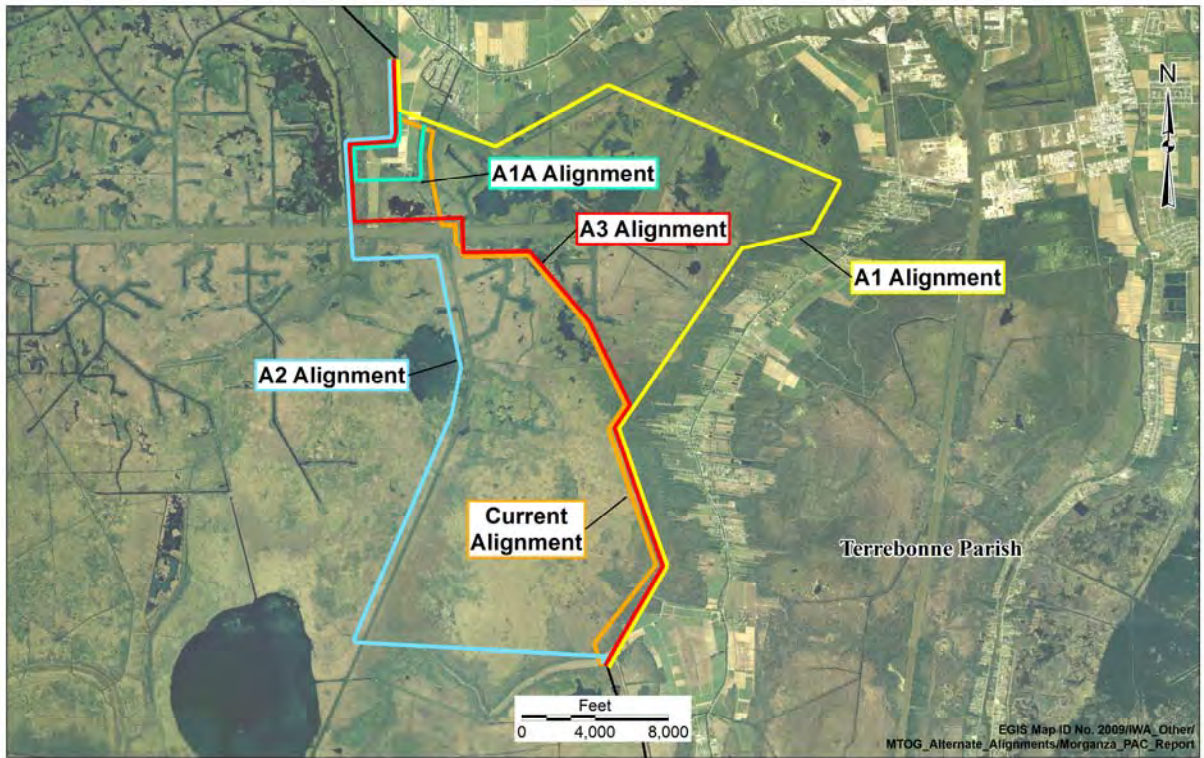 N
A1A Alignment
A3 Alignment
A1 Alignment
A2 Alignment
Current
Alignment
Terrebonne Parish
Feet
0 4,000 8,000
EGIS Map ID No. 2009/IWA_Other/
MTOG_Alternate_Alignments/Morganza_PAC_Report